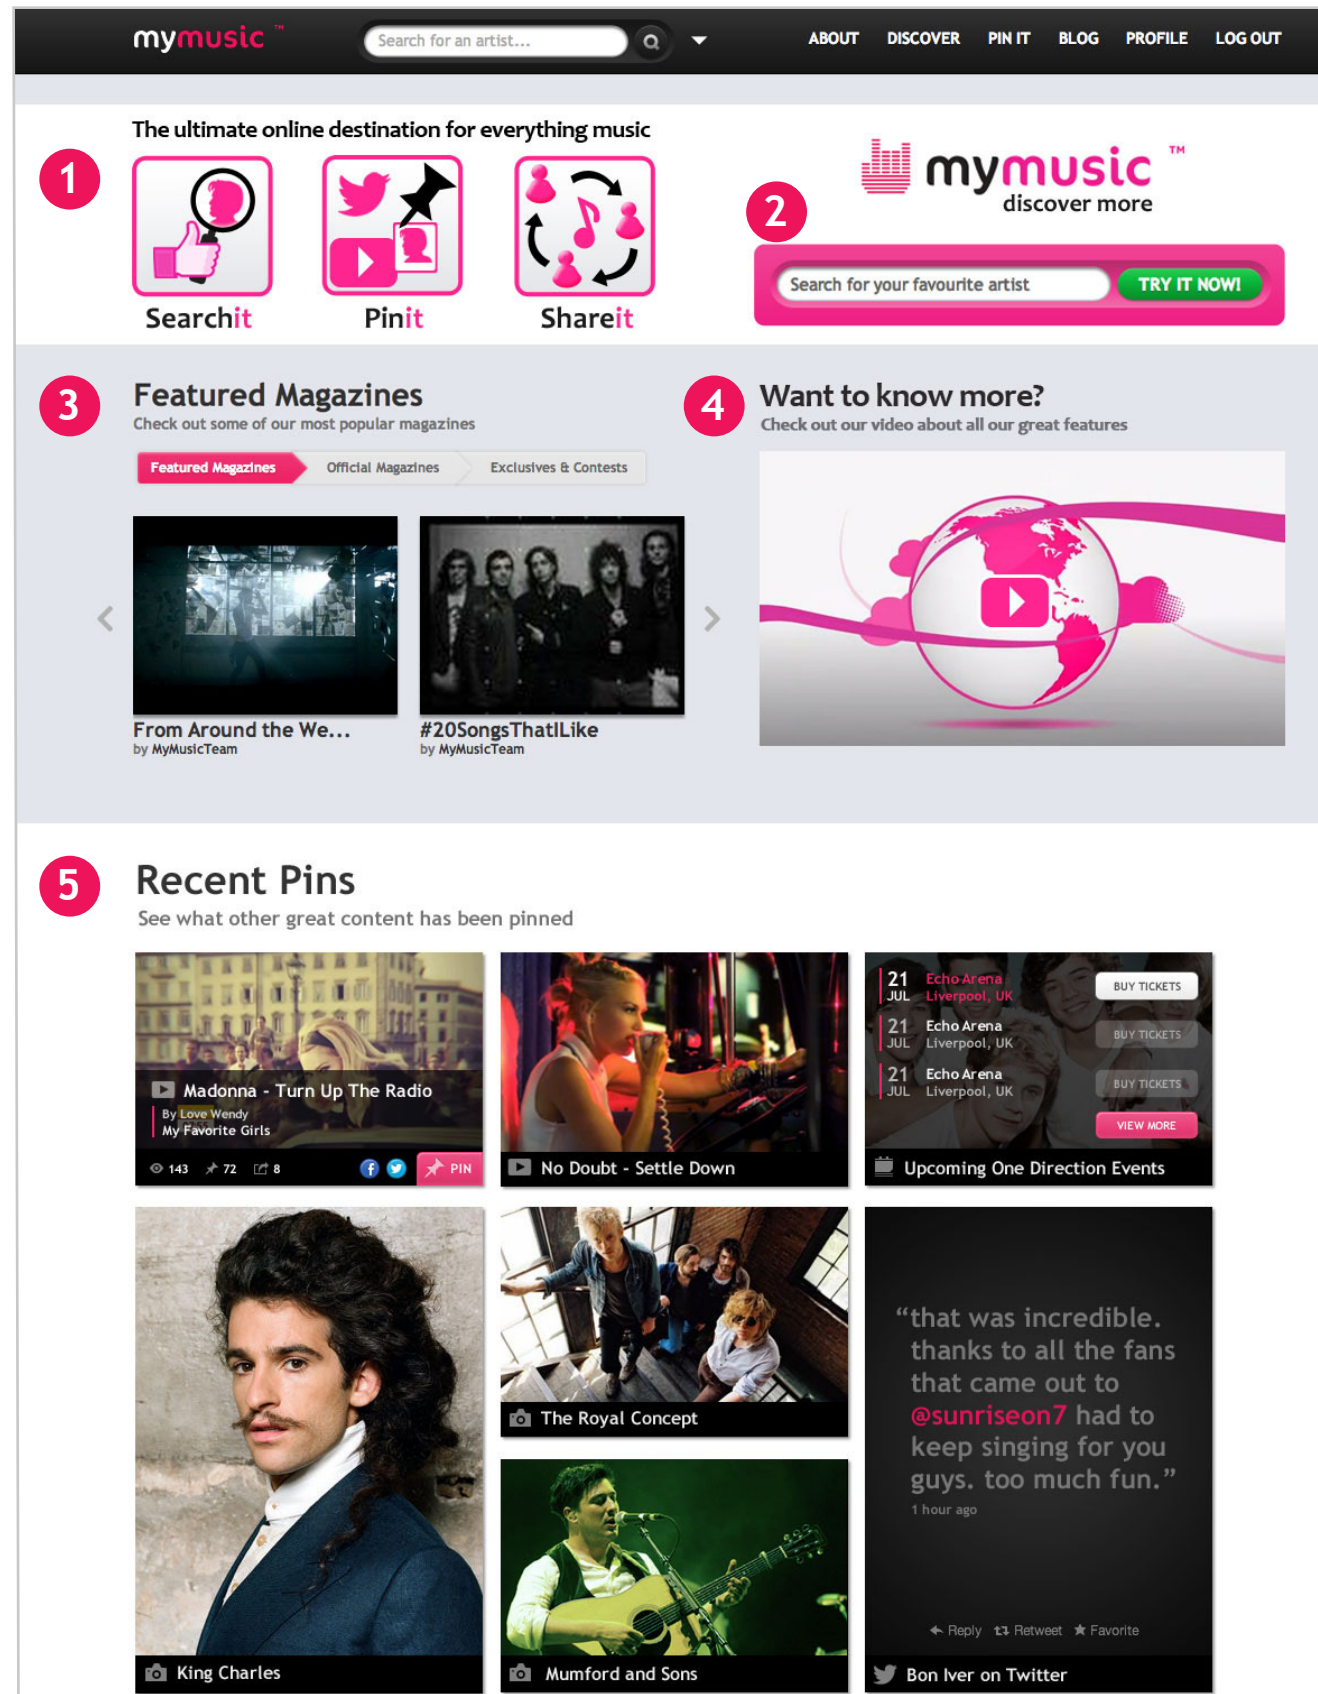 mymusic ™
Search for an artist...
ABOUT DISCOVER PIN IT BLOG PROFILE LOG OUT
1
The ultimate online destination for everything music
Searchit
Pinit
Shareit
mymusic ™
discover more
2
Search for your favourite artist
TRY IT NOW!
3
Featured Magazines
Check out some of our most popular magazines
Featured Magazines Official Magazines Exclusives & Contests
From Around the We...
by MyMusicTeam
#20SongsThatILike
by MyMusicTeam
4
Want to know more?
Check out our video about all our great features
5
Recent Pins
See what other great content has been pinned
Madonna - Turn Up The Radio
By Love Wendy
My Favorite Girls
143 72 8
PIN
No Doubt - Settle Down
21 Echo Arena
JUL Liverpool, UK
BUY TICKETS
21 Echo Arena
JUL Liverpool, UK
BUY TICKETS
21 Echo Arena
JUL Liverpool, UK
BUY TICKETS
VIEW MORE
Upcoming One Direction Events
King Charles
The Royal Concept
Mumford and Sons
“that was incredible.
thanks to all the fans
that came out to
@sunriseon7 had to
keep singing for you
guys. too much fun.”
1 hour ago
Reply Retweet Favorite
Bon Iver on Twitter